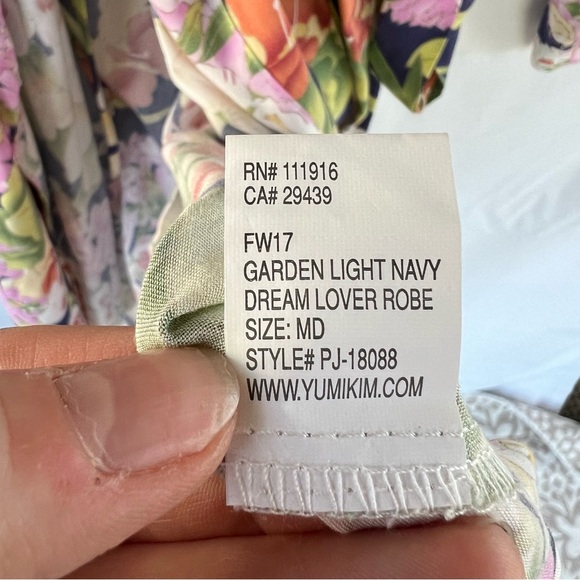 RN# 111916
CA# 29439
FW17
GARDEN LIGHT NAVY
DREAM LOVER ROBE
SIZE: MD
STYLE# PJ-18088
WWW.YUMIKIM.COM